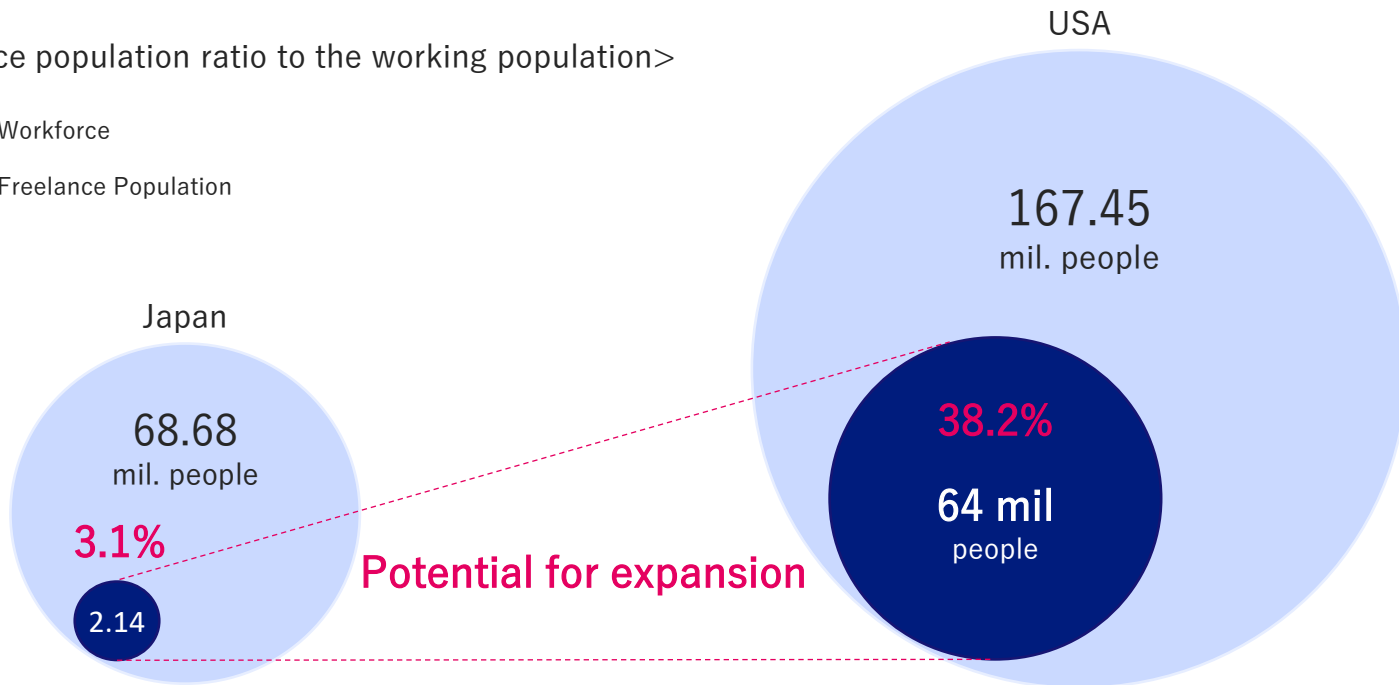 USA
ce population ratio to the working population>
Workforce
Freelance Population
167.45
mil. people
Japan
68.68
mil. people
3.1%
2.14
38.2%
64 mil
people
Potential for expansion